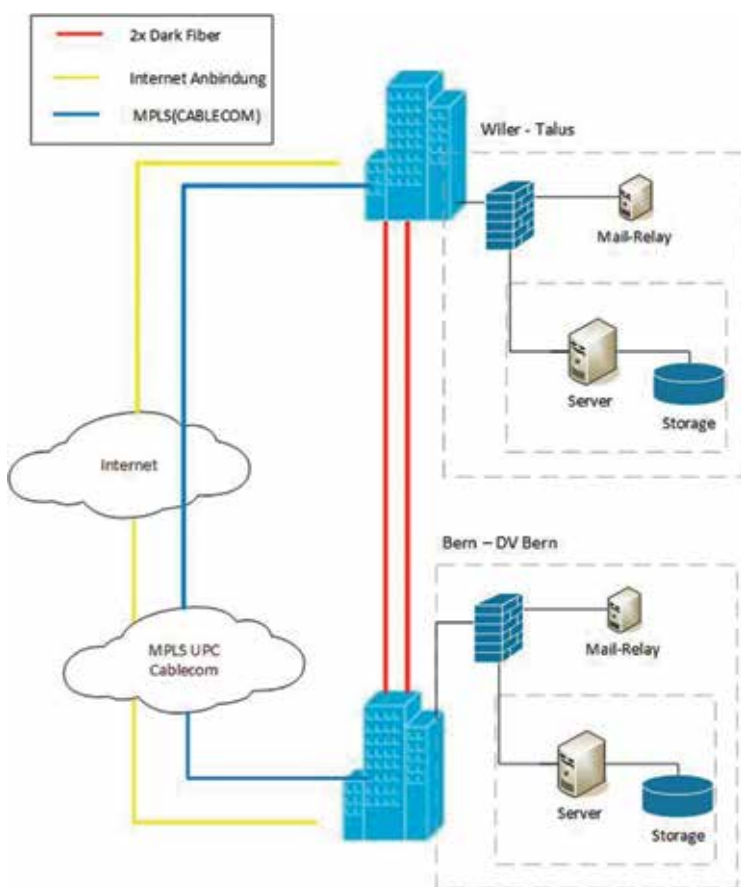 2x Dark Fiber
Internet Anbindung
MPLS(CABLECOM)
Wiler - Talus
Mail-Relay
Server
Storage
Internet
Bern – DV Bern
Mail-Relay
MPLS UPC
Cablecom
Server
Storage